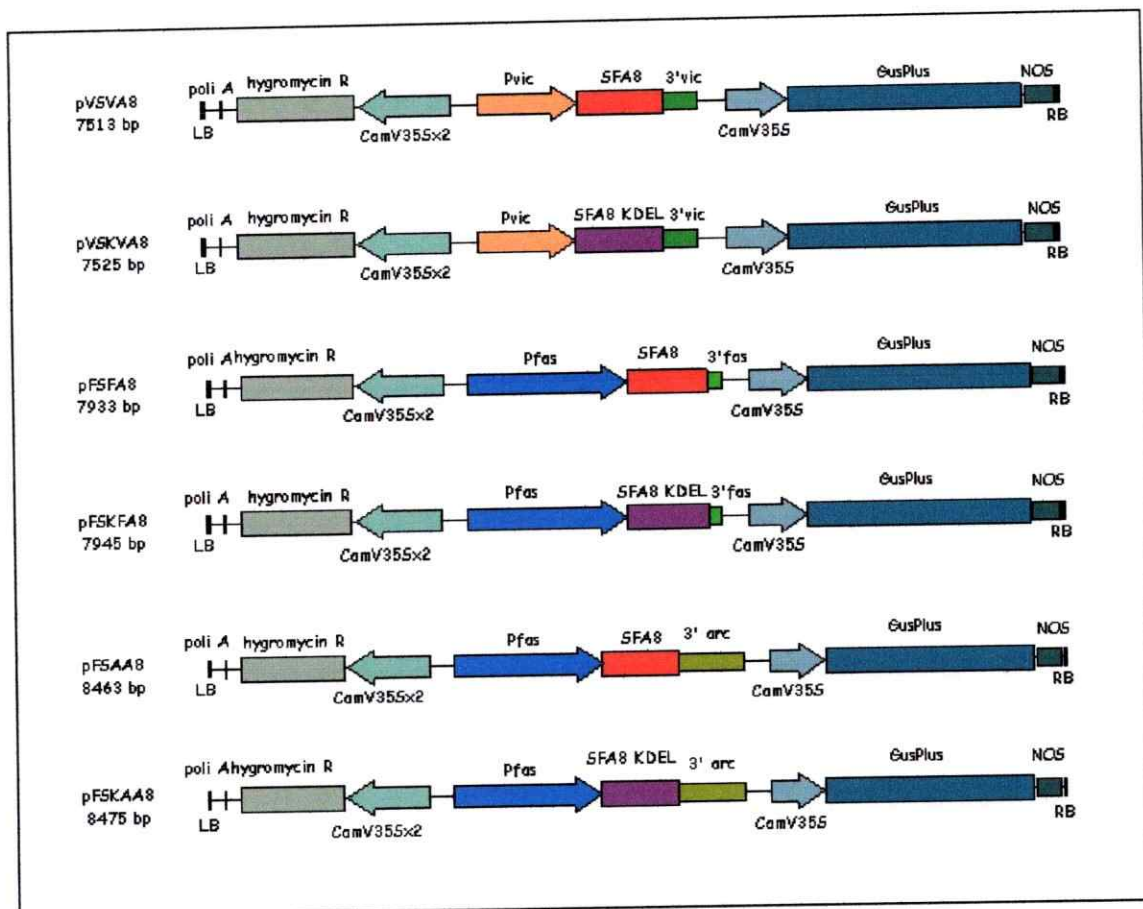 poli A hygromycin R Pvic SFA8 3'vic GusPlus NOS
pVSVA8
7513 bp
LB CamV35Sx2 CamV35S RB
poli A hygromycin R Pvic SFA8 KDEL 3'vic GusPlus NOS
pVSKVA8
7525 bp
LB CamV35Sx2 CamV35S RB
poli A hygromycin R Pfas SFA8 3'fas GusPlus NOS
pFSFA8
7933 bp
LB CamV35Sx2 CamV35S RB
poli A hygromycin R Pfas SFA8 KDEL 3'fas GusPlus NOS
pFSKFA8
7945 bp
LB CamV35Sx2 CamV35S RB
poli A hygromycin R Pfas SFA8 3' arc GusPlus NOS
pFSAA8
8463 bp
LB CamV35Sx2 CamV35S RB
poli A hygromycin R Pfas SFA8 KDEL 3' arc GusPlus NOS
pFSKAA8
8475 bp
LB CamV35Sx2 CamV35S RB